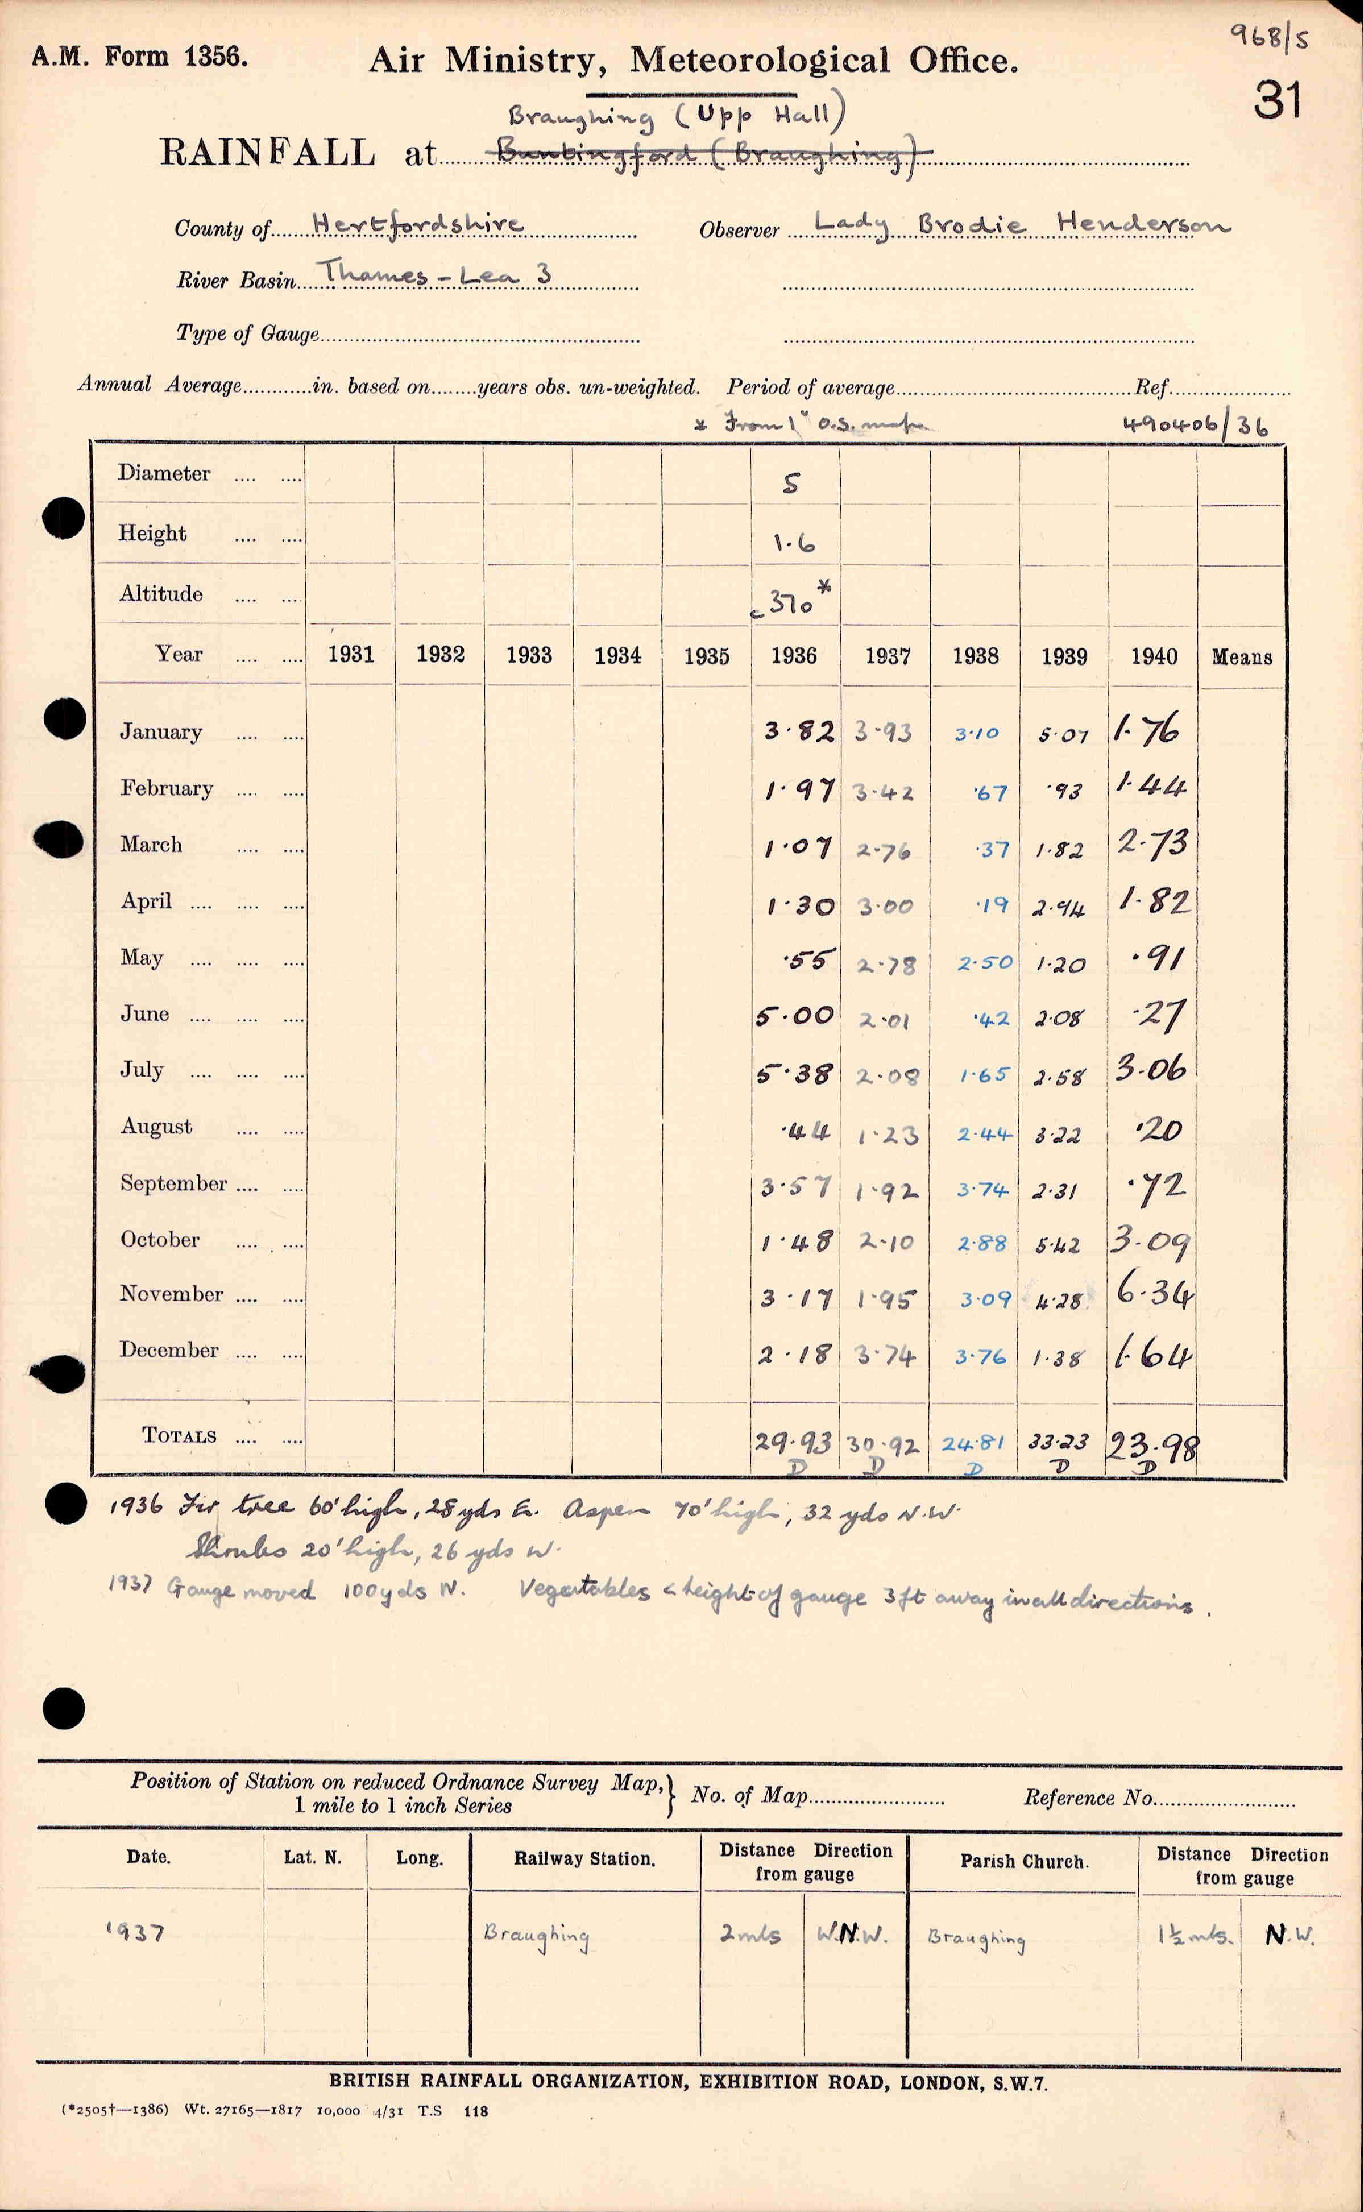 968/5
A.M. Form 1356.
Air Ministry, Meteorological Office.
31
Braughing (Upp Hall)
RAINFALL at Buntingford (Braughing)
County of Hertfordshire Observer Lady Brodie Henderson
River Basin Thames - Lea 3
Type of Gauge
Annual Average in. based on years obs. un-weighted. Period of average Ref.
* From 1" O.S. map 490406/36
Diameter 5
Height 1.6
Altitude c 370*
Year 1931 1932 1933 1934 1935 1936 1937 1938 1939 1940 Means
January 3.82 3.93 3.10 5.07 1.76
February 1.97 3.42 .67 .93 1.44
March 1.07 2.76 .37 1.82 2.73
April 1.30 3.00 .19 2.94 1.82
May .55 2.78 2.50 1.20 .91
June 5.00 2.01 .42 2.08 .27
July 5.38 2.08 1.65 2.58 3.06
August .44 1.23 2.44 3.22 .20
September 3.57 1.92 3.74 2.31 .72
October 1.48 2.10 2.88 5.42 3.09
November 3.17 1.95 3.09 4.28 6.34
December 2.18 3.74 3.76 1.38 1.64
TOTALS 29.93 30.92 24.81 33.23 23.98
D D D D D
1936 Fir tree 60' high, 28 yds E. Aspen 70' high, 32 yds N.W.
Shrubs 20' high, 26 yds W.
1937 Gauge moved 100 yds N. Vegetables < height of gauge 3 ft away in all directions.
Position of Station on reduced Ordnance Survey Map,} No. of Map Reference No.
1 mile to 1 inch Series
Date. Lat. N. Long. Railway Station. Distance Direction from gauge Parish Church. Distance Direction from gauge
1937 Braughing 2 mls W.N.W. Braughing 1½ mls. N.W.
BRITISH RAINFALL ORGANIZATION, EXHIBITION ROAD, LONDON, S.W.7.
(*2505†—1386) Wt. 27165—1817 10,000 4/31 T.S 118